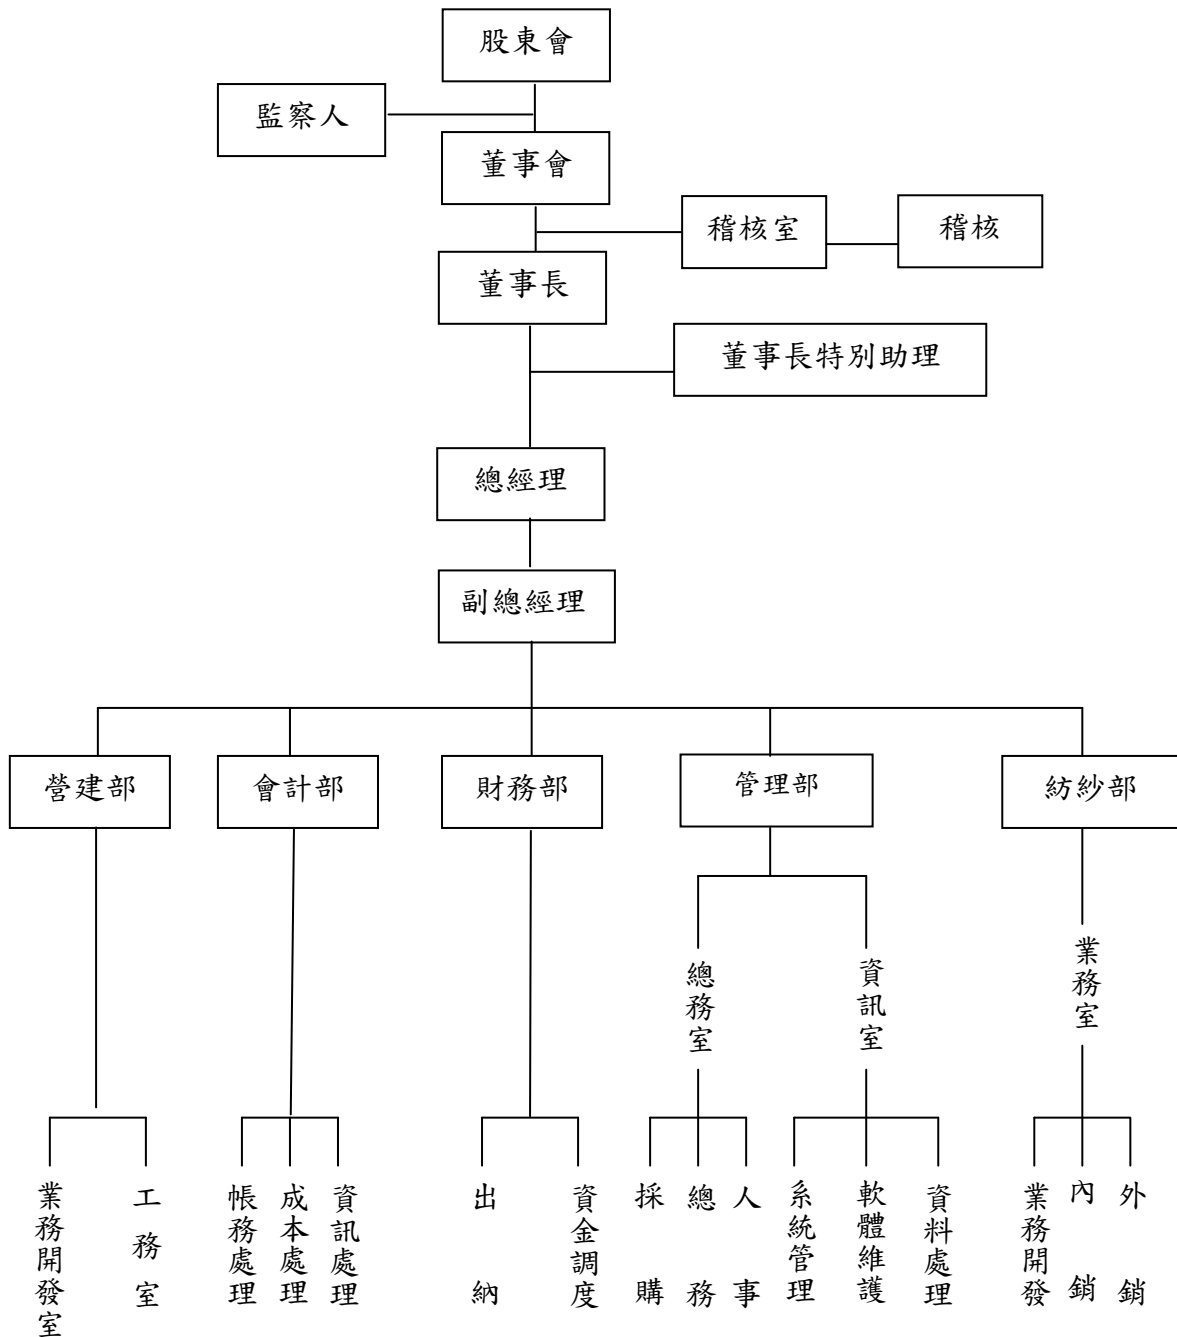 股東會
監察人
董事會
稽核室
稽核
董事長
董事長特別助理
總經理
副總經理
營建部
會計部
財務部
管理部
紡紗部
總務室
資訊室
業務室
業務開發室
工務室
帳務處理
成本處理
資訊處理
出納
資金調度
採購
總務
人事
系統管理
軟體維護
資料處理
業務開發
內銷
外銷